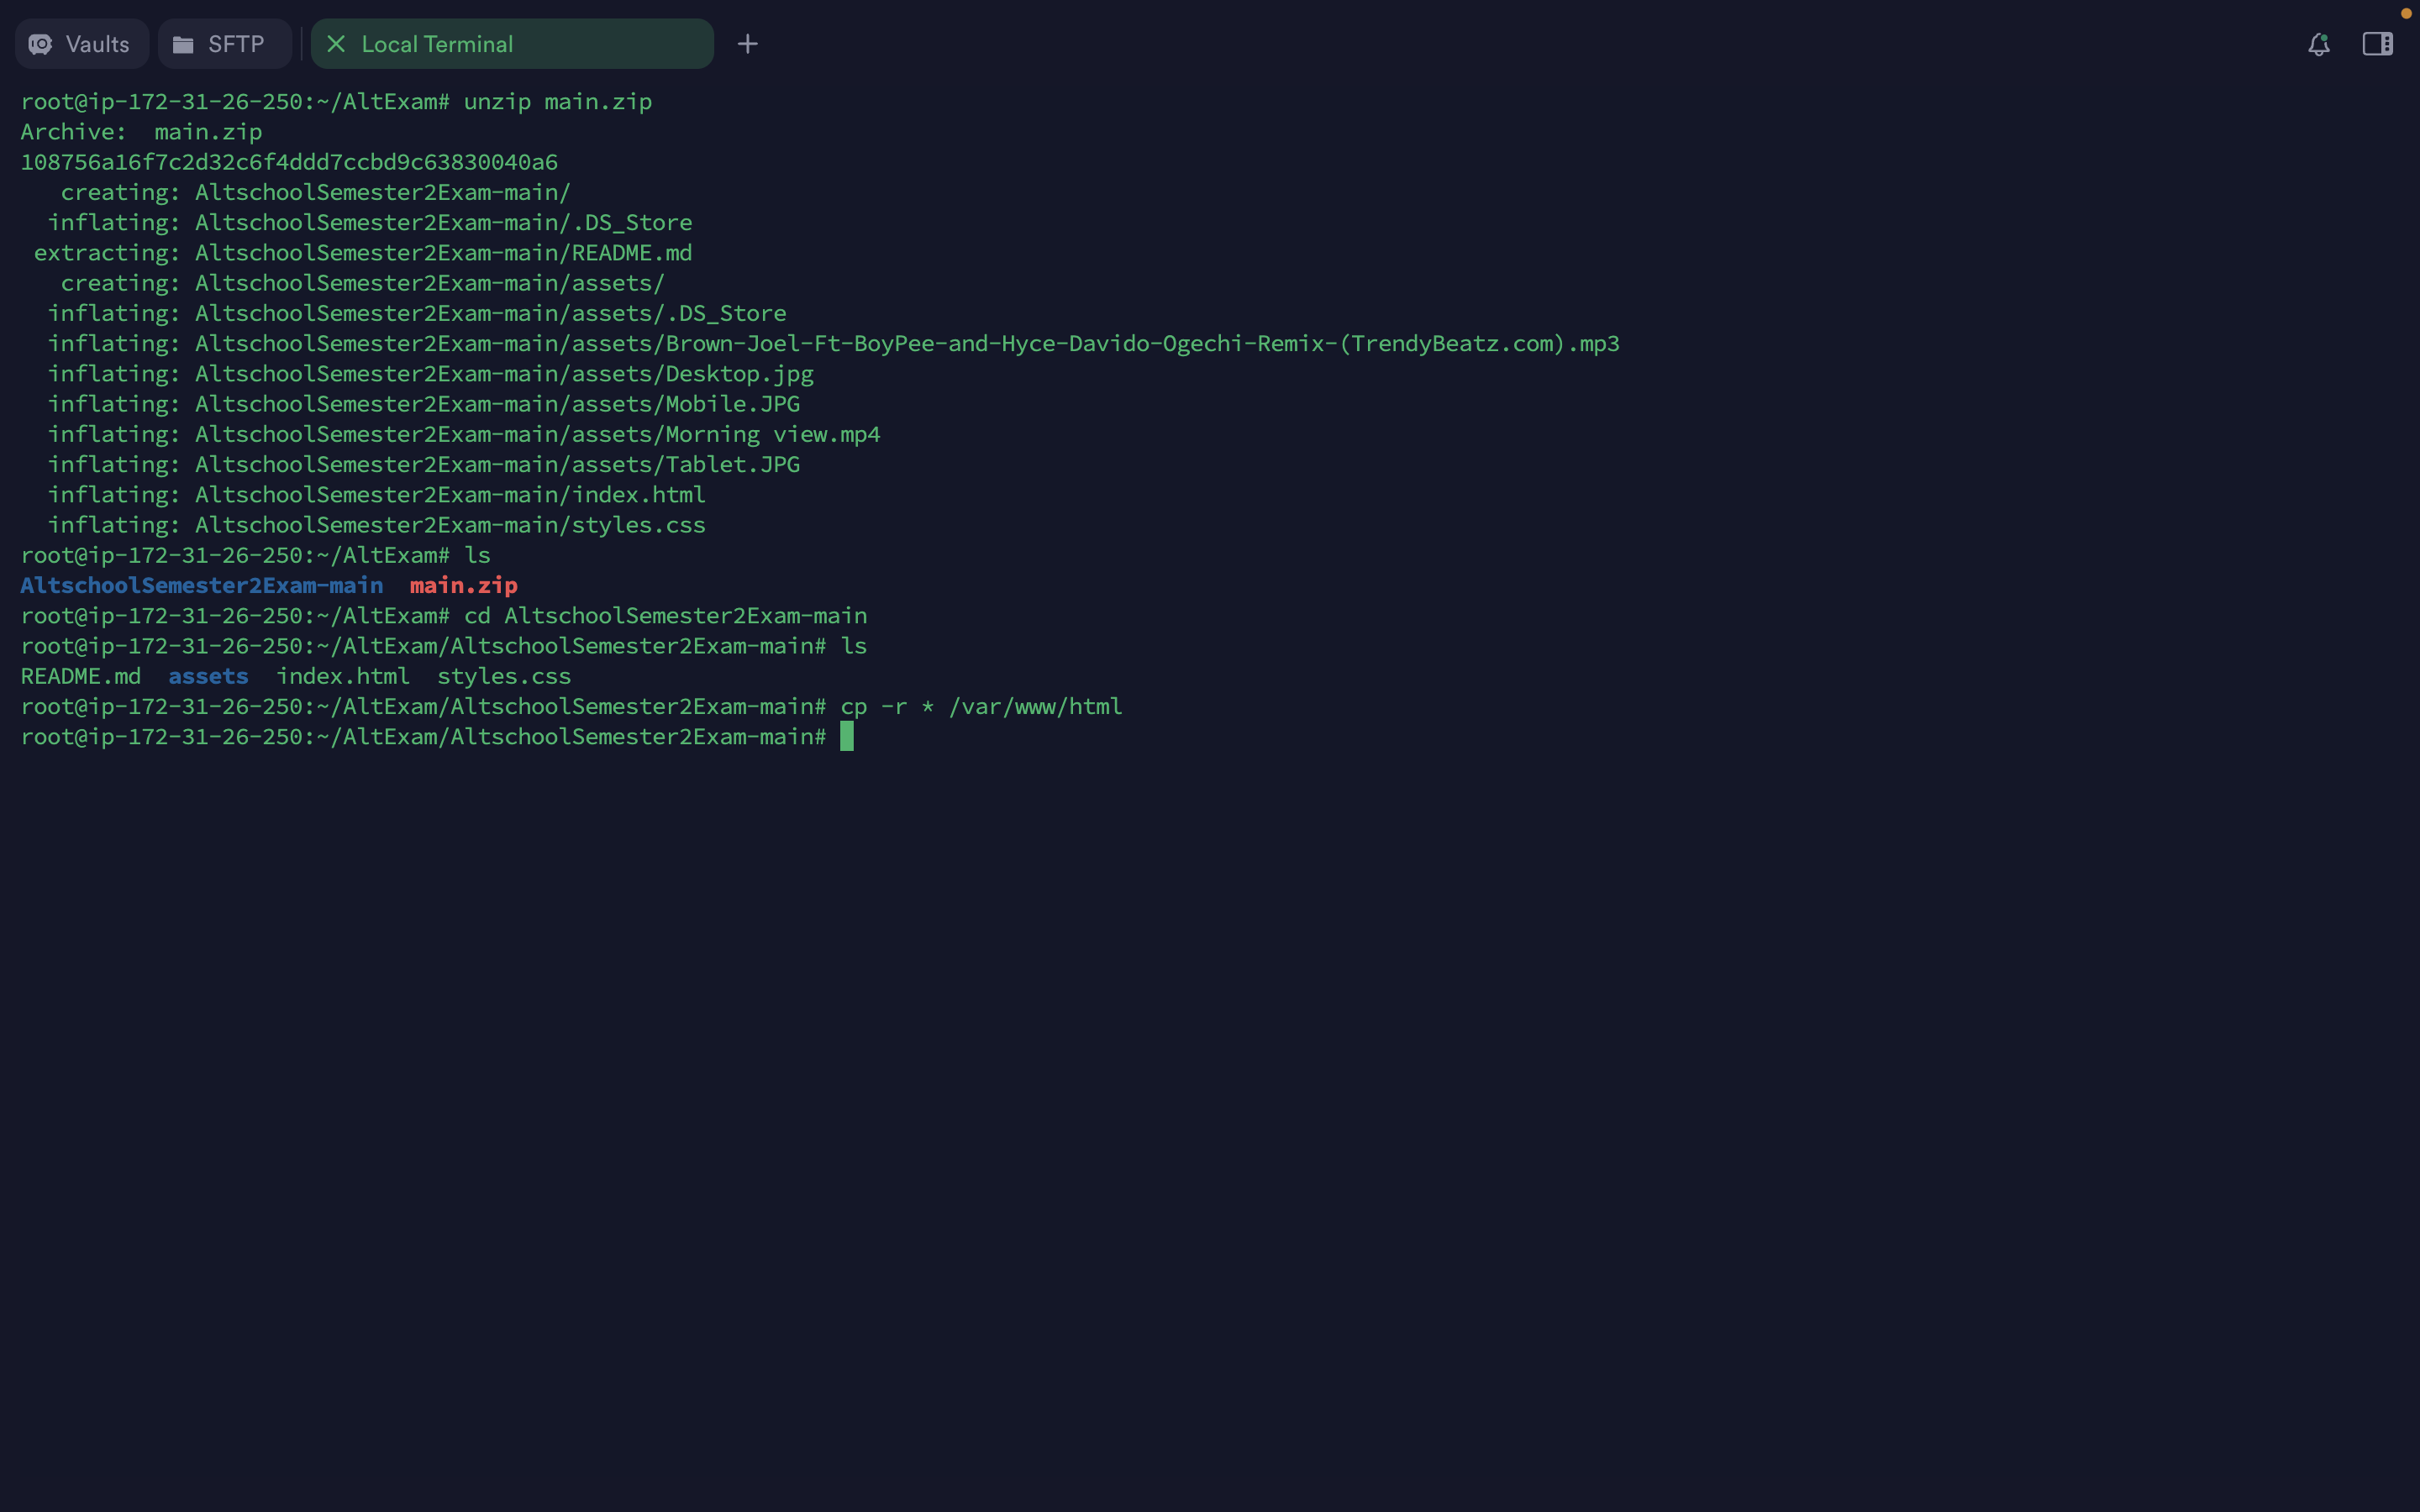 Vaults SFTP Local Terminal
root@ip-172-31-26-250:~/AltExam# unzip main.zip
Archive:  main.zip
108756a16f7c2d32c6f4ddd7ccbd9c63830040a6
   creating: AltschoolSemester2Exam-main/
  inflating: AltschoolSemester2Exam-main/.DS_Store
 extracting: AltschoolSemester2Exam-main/README.md
   creating: AltschoolSemester2Exam-main/assets/
  inflating: AltschoolSemester2Exam-main/assets/.DS_Store
  inflating: AltschoolSemester2Exam-main/assets/Brown-Joel-Ft-BoyPee-and-Hyce-Davido-Ogechi-Remix-(TrendyBeatz.com).mp3
  inflating: AltschoolSemester2Exam-main/assets/Desktop.jpg
  inflating: AltschoolSemester2Exam-main/assets/Mobile.JPG
  inflating: AltschoolSemester2Exam-main/assets/Morning view.mp4
  inflating: AltschoolSemester2Exam-main/assets/Tablet.JPG
  inflating: AltschoolSemester2Exam-main/index.html
  inflating: AltschoolSemester2Exam-main/styles.css
root@ip-172-31-26-250:~/AltExam# ls
AltschoolSemester2Exam-main  main.zip
root@ip-172-31-26-250:~/AltExam# cd AltschoolSemester2Exam-main
root@ip-172-31-26-250:~/AltExam/AltschoolSemester2Exam-main# ls
README.md  assets  index.html  styles.css
root@ip-172-31-26-250:~/AltExam/AltschoolSemester2Exam-main# cp -r * /var/www/html
root@ip-172-31-26-250:~/AltExam/AltschoolSemester2Exam-main#